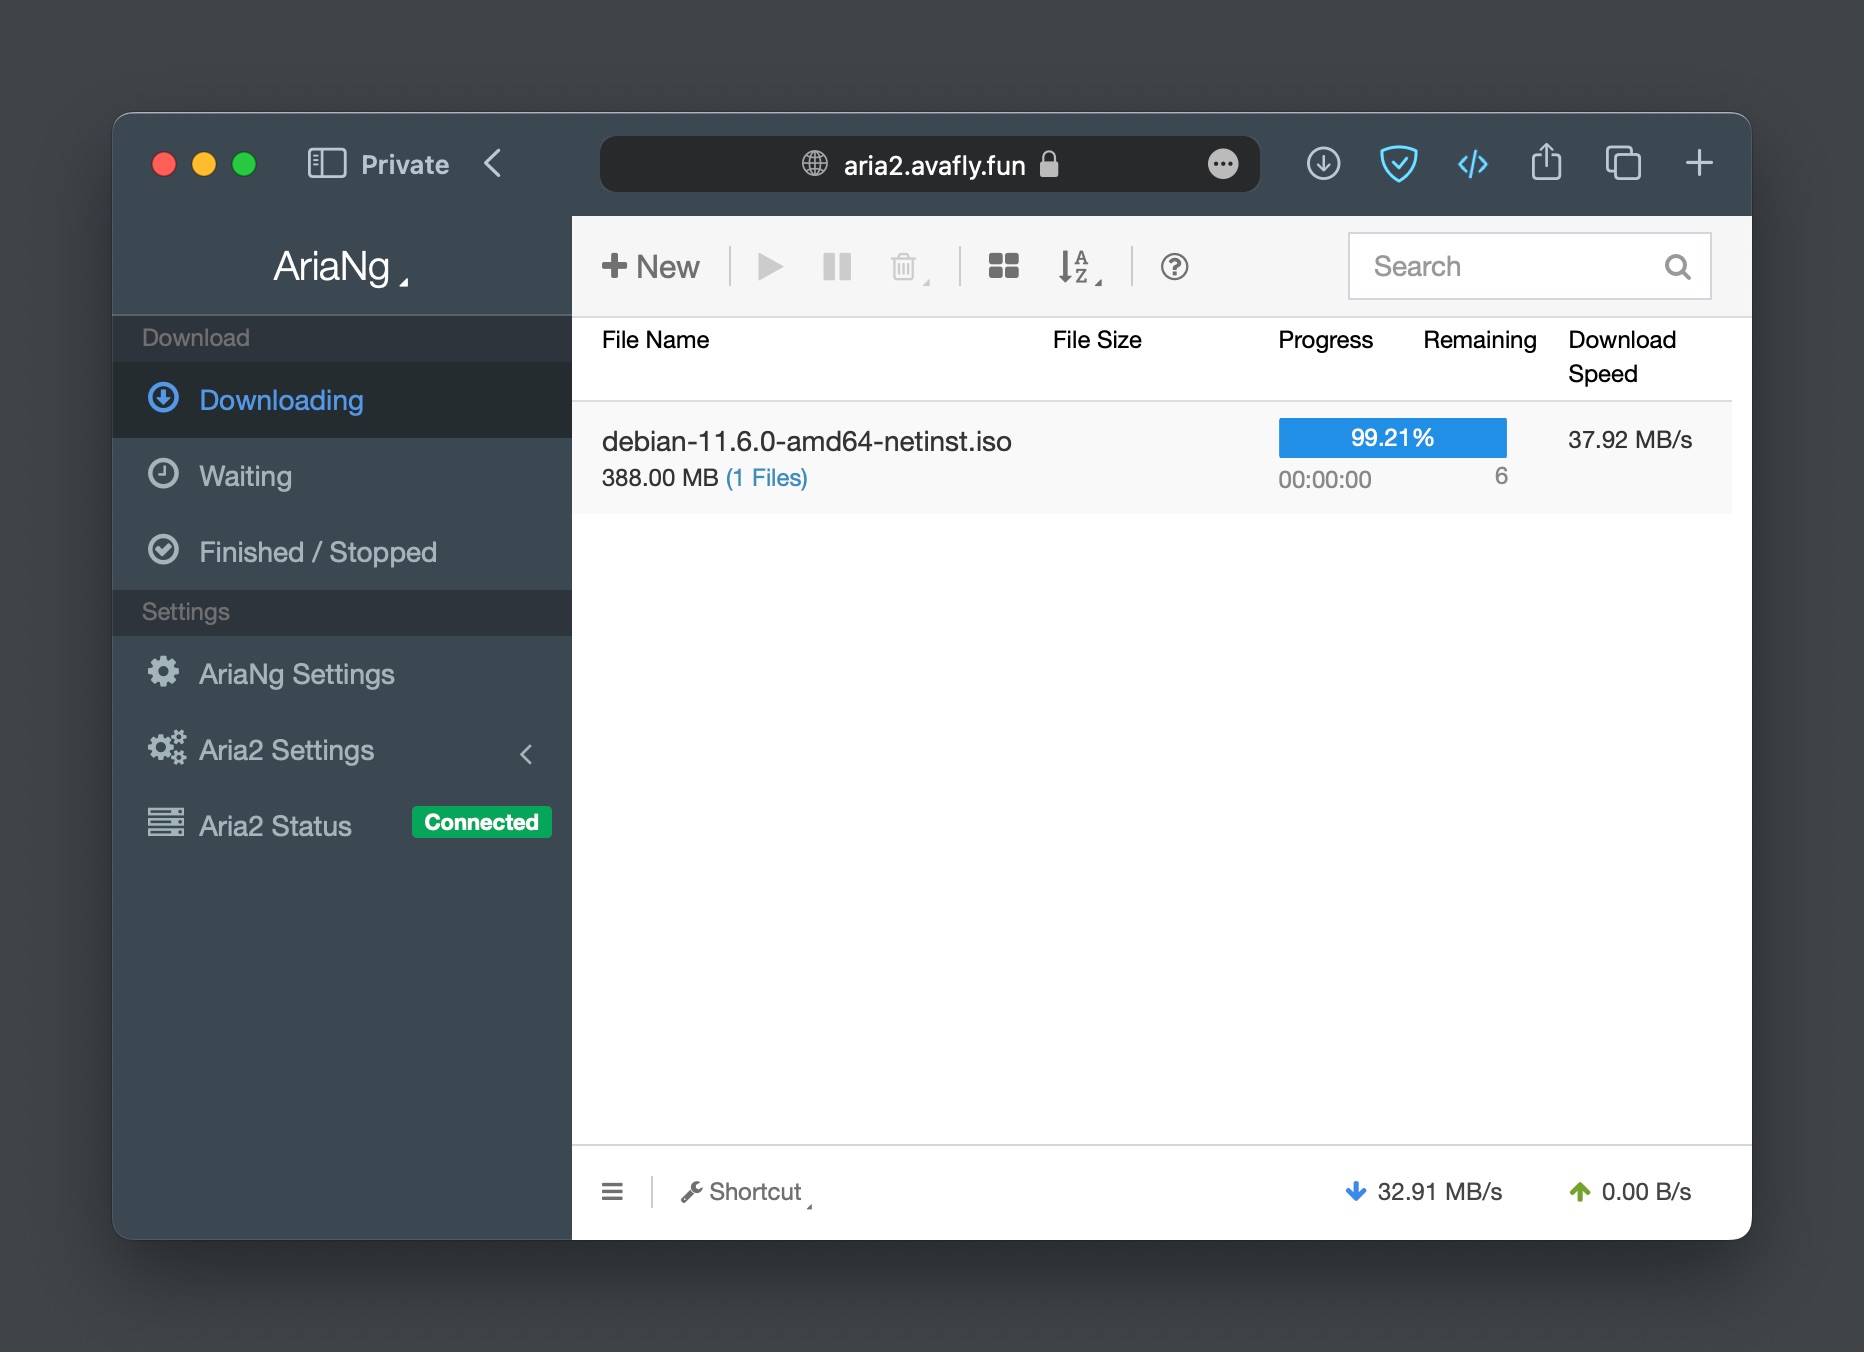 Private
aria2.avafly.fun
AriaNg
Download
Downloading
Waiting
Finished / Stopped
Settings
AriaNg Settings
Aria2 Settings
Aria2 Status Connected
New
Search
File Name File Size Progress Remaining Download Speed
debian-11.6.0-amd64-netinst.iso 99.21% 37.92 MB/s
388.00 MB (1 Files) 00:00:00 6
Shortcut 32.91 MB/s 0.00 B/s